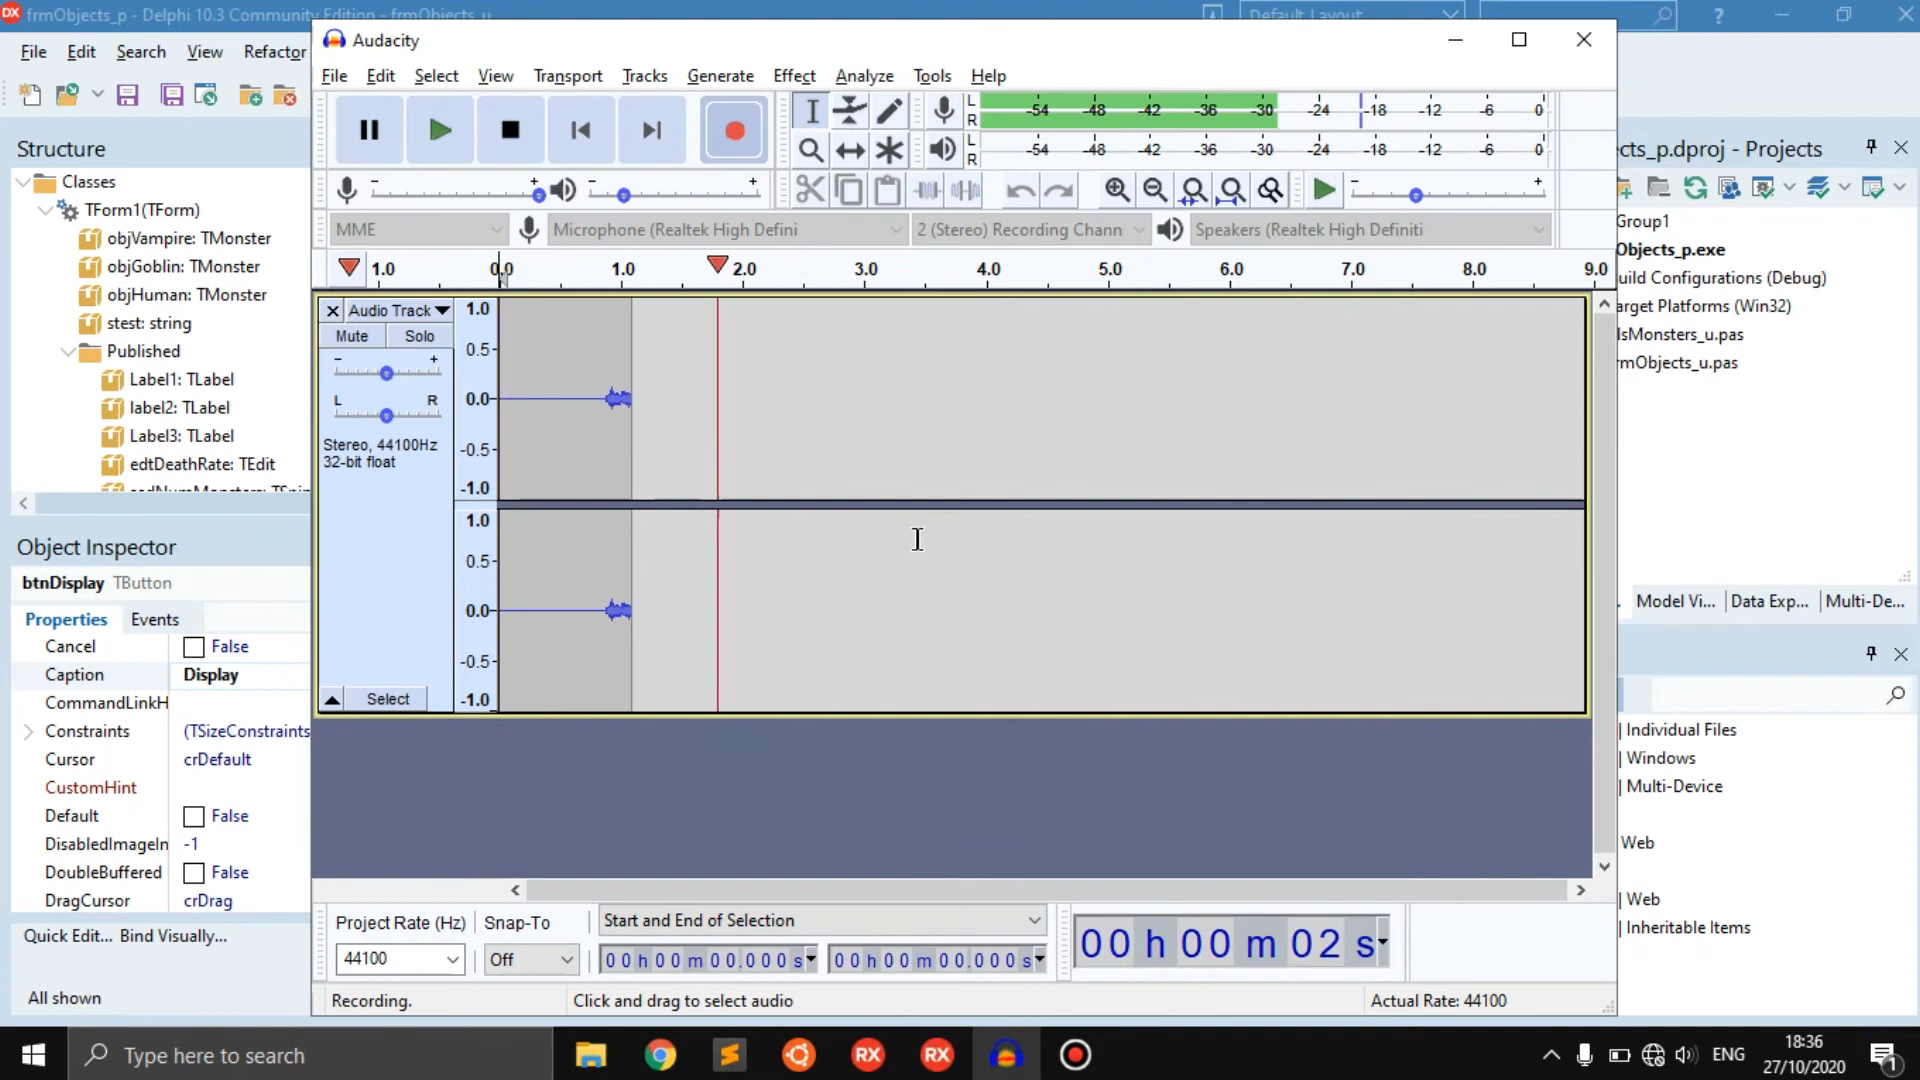 DX frmObjects_p - Delphi 10.3 Community Edition - frmObjects_u
Default Layout
?
File Edit Search View Refactor
Structure
Classes
TForm1(TForm)
objVampire: TMonster
objGoblin: TMonster
objHuman: TMonster
stest: string
Published
Label1: TLabel
label2: TLabel
Label3: TLabel
edtDeathRate: TEdit
Object Inspector
btnDisplay TButton
Properties Events
Cancel False
Caption Display
CommandLinkH
Constraints (TSizeConstraints
Cursor crDefault
CustomHint
Default False
DisabledImageIn -1
DoubleBuffered False
DragCursor crDrag
Quick Edit... Bind Visually...
All shown
Audacity
File Edit Select View Transport Tracks Generate Effect Analyze Tools Help
L
R
-54 -48 -42 -36 -30 -24 -18 -12 -6 0
L
R
-54 -48 -42 -36 -30 -24 -18 -12 -6 0
- + - + - +
MME Microphone (Realtek High Defini 2 (Stereo) Recording Chann Speakers (Realtek High Definiti
1.0 0.0 1.0 2.0 3.0 4.0 5.0 6.0 7.0 8.0 9.0
Audio Track
Mute Solo
- +
L R
Stereo, 44100Hz
32-bit float
Select
1.0
0.5-
0.0-
-0.5-
-1.0
1.0
0.5-
0.0-
-0.5-
-1.0
Project Rate (Hz) Snap-To Start and End of Selection
44100 Off 00 h 00 m 00.000 s 00 h 00 m 00.000 s
00 h 00 m 02 s
Recording. Click and drag to select audio Actual Rate: 44100
cts_p.dproj - Projects
Group1
Objects_p.exe
uild Configurations (Debug)
arget Platforms (Win32)
lsMonsters_u.pas
rmObjects_u.pas
Model Vi... Data Exp... Multi-De...
| Individual Files
| Windows
| Multi-Device
Web
| Web
| Inheritable Items
Type here to search
RX RX
ENG
18:36
27/10/2020
1